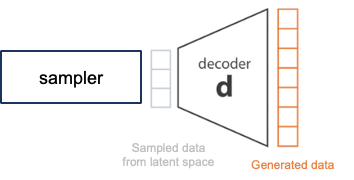 sampler
decoder
d
Sampled data
from latent space
Generated data